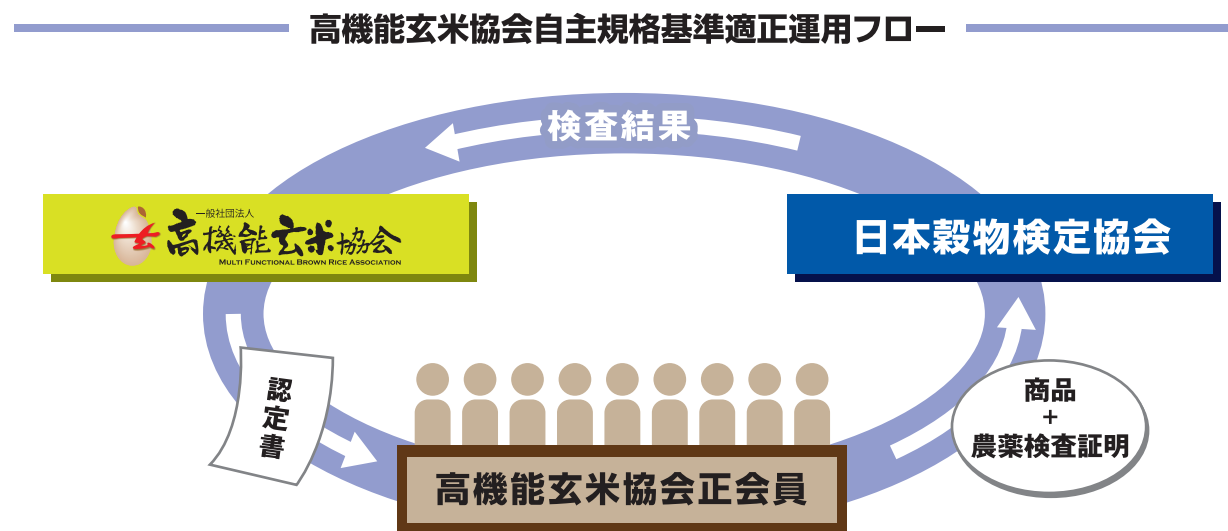 高機能玄米協会自主規格基準適正運用フロー
検査結果
一般社団法人
高機能玄米協会
MULTI FUNCTIONAL BROWN RICE ASSOCIATION
日本穀物検定協会
認定書
商品
+
農薬検査証明
高機能玄米協会正会員